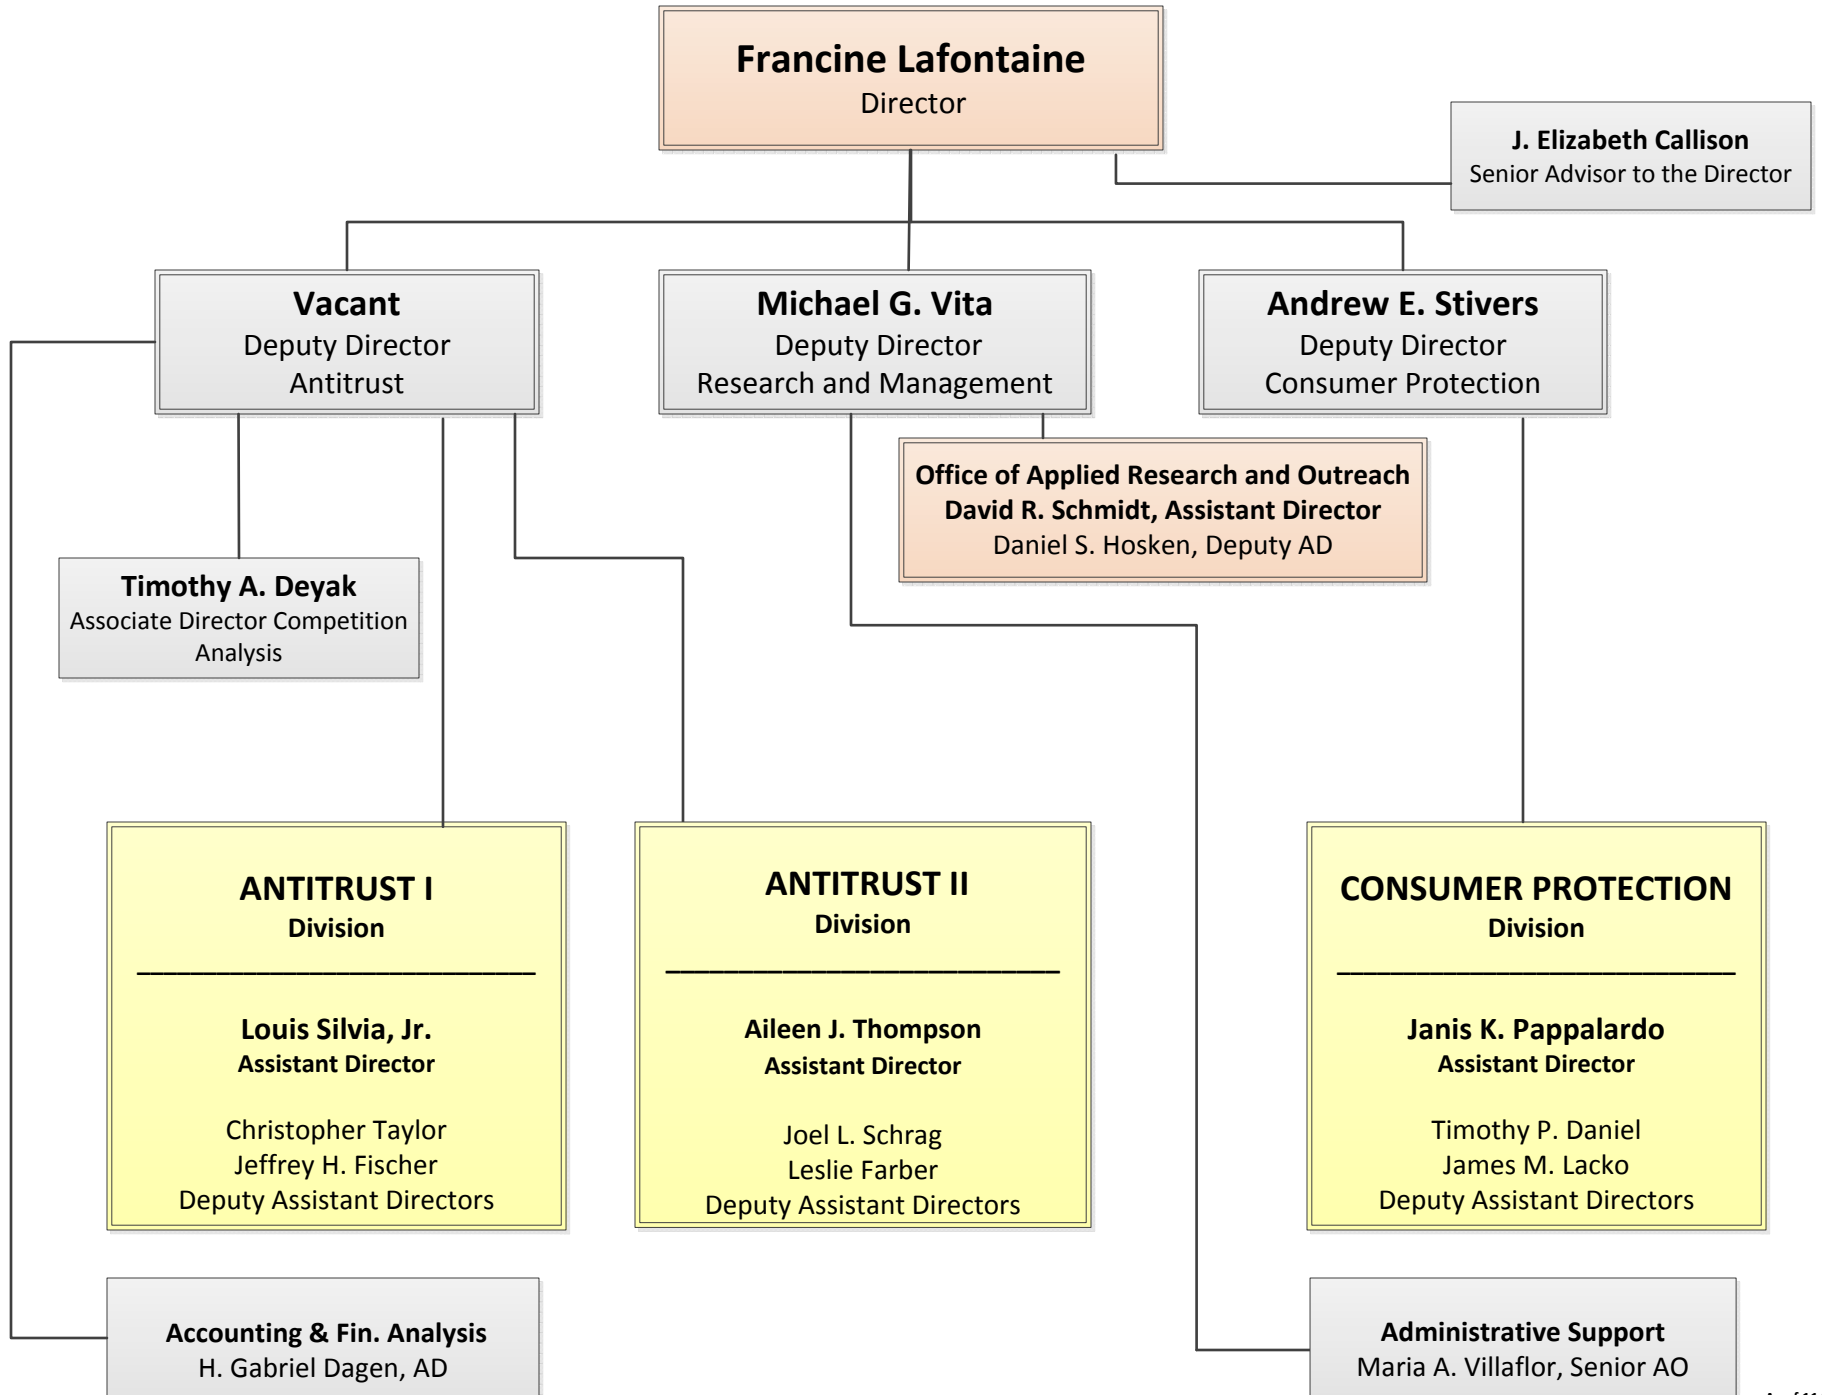 Francine Lafontaine
Director
J. Elizabeth Callison
Senior Advisor to the Director
Vacant
Deputy Director
Antitrust
Michael G. Vita
Deputy Director
Research and Management
Andrew E. Stivers
Deputy Director
Consumer Protection
Office of Applied Research and Outreach
David R. Schmidt, Assistant Director
Daniel S. Hosken, Deputy AD
Timothy A. Deyak
Associate Director Competition
Analysis
ANTITRUST I
Division
Louis Silvia, Jr.
Assistant Director
Christopher Taylor
Jeffrey H. Fischer
Deputy Assistant Directors
ANTITRUST II
Division
Aileen J. Thompson
Assistant Director
Joel L. Schrag
Leslie Farber
Deputy Assistant Directors
CONSUMER PROTECTION
Division
Janis K. Pappalardo
Assistant Director
Timothy P. Daniel
James M. Lacko
Deputy Assistant Directors
Accounting & Fin. Analysis
H. Gabriel Dagen, AD
Administrative Support
Maria A. Villaflor, Senior AO